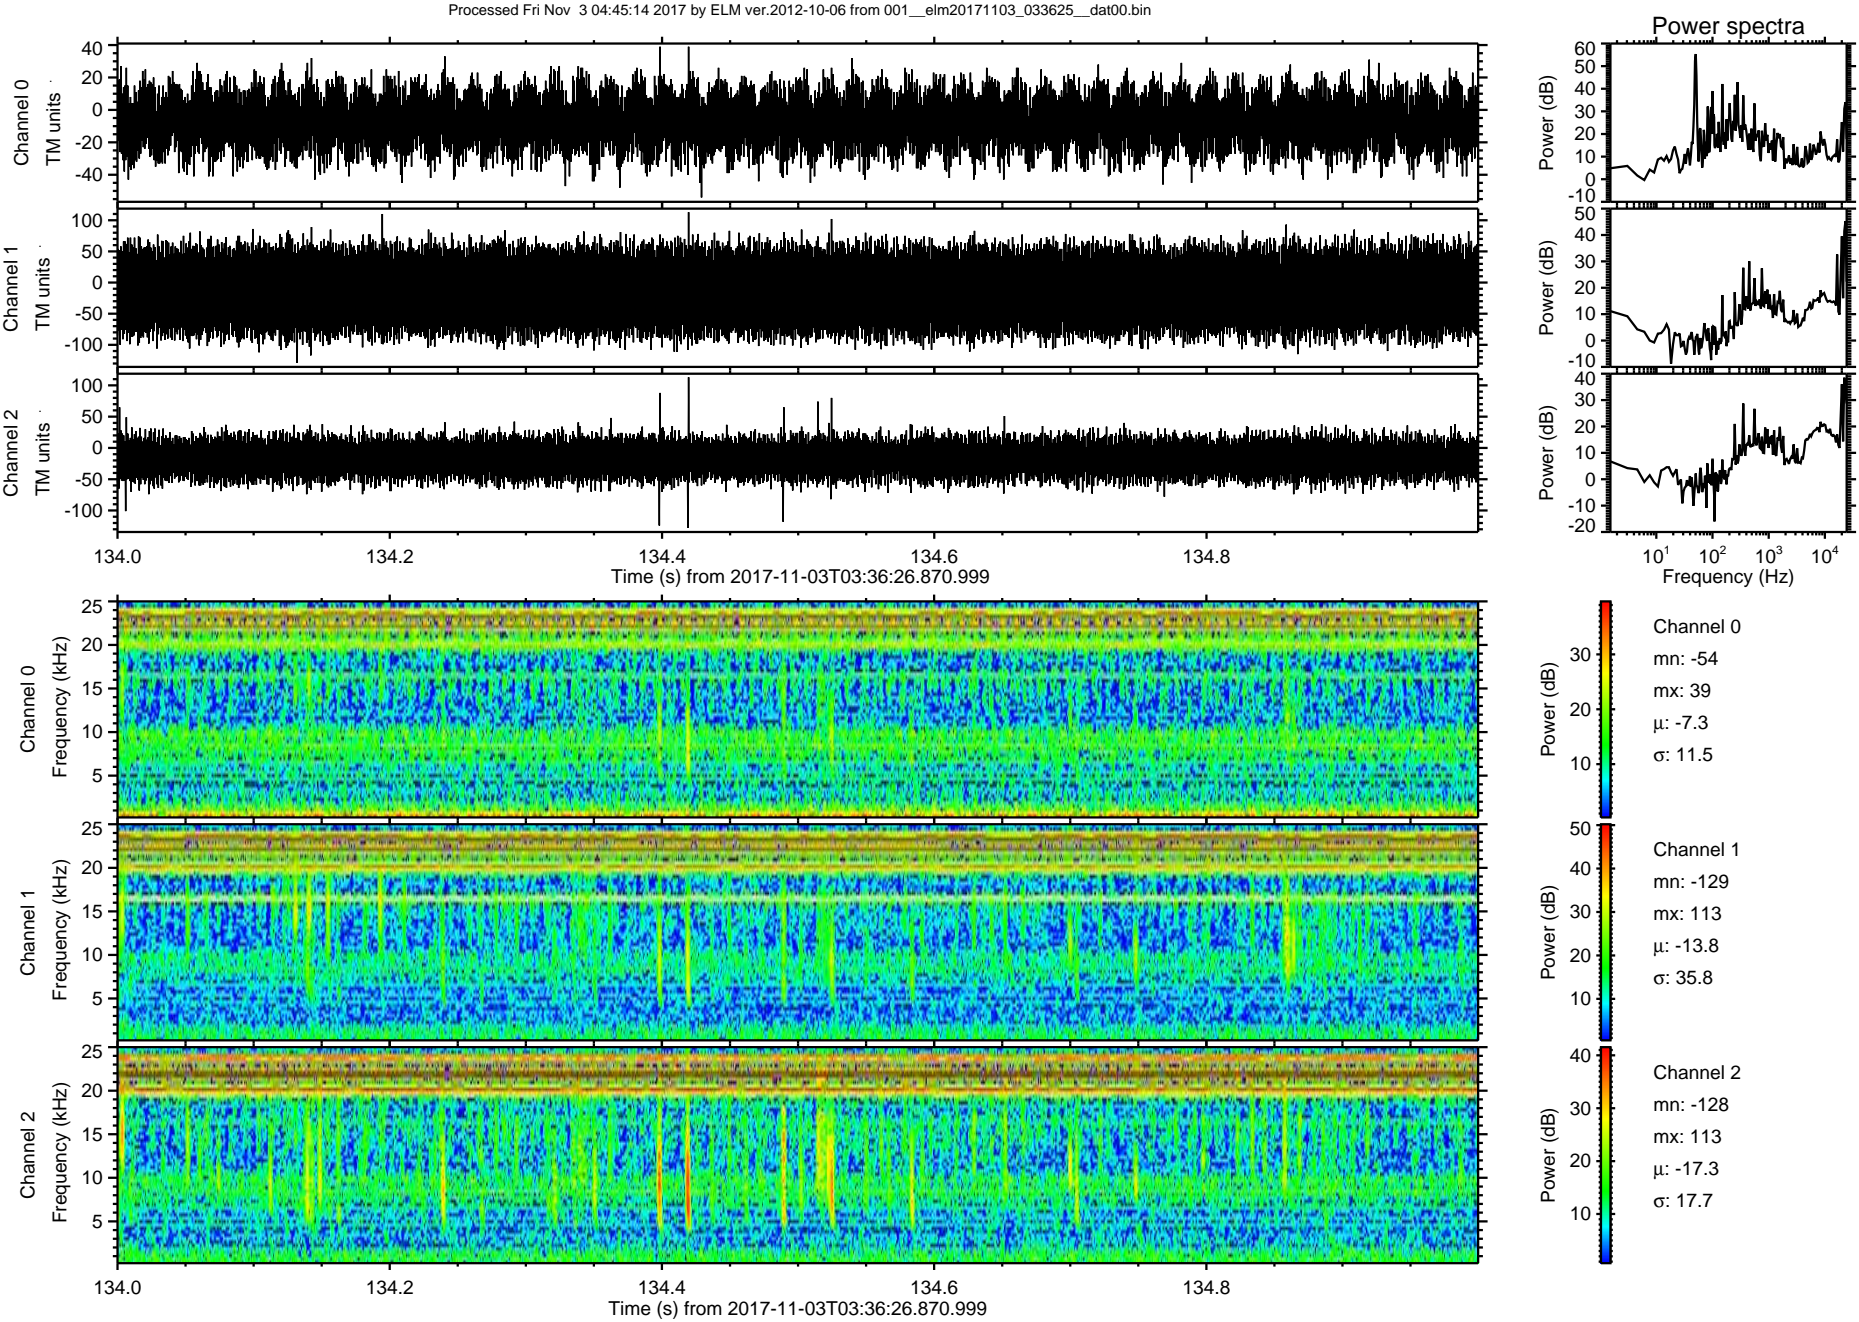 Processed Fri Nov  3 04:45:14 2017 by ELM ver.2012-10-06 from 001__elm20171103_033625__dat00.bin
Power spectra
Channel 0
TM units
40
20
0
-20
-40
Power (dB)
60
50
40
30
20
10
0
-10
Channel 1
TM units
100
50
0
-50
-100
Power (dB)
50
40
30
20
10
0
-10
Channel 2
TM units
100
50
0
-50
-100
Power (dB)
40
30
20
10
0
-10
-20
134.0 134.2 134.4 134.6 134.8
Time (s) from 2017-11-03T03:36:26.870.999
10^1 10^2 10^3 10^4
Frequency (Hz)
Channel 0
Frequency (kHz)
25
20
15
10
5
Power (dB)
30
20
10
Channel 0
mn: -54
mx: 39
μ: -7.3
σ: 11.5
Channel 1
Frequency (kHz)
25
20
15
10
5
Power (dB)
50
40
30
20
10
Channel 1
mn: -129
mx: 113
μ: -13.8
σ: 35.8
Channel 2
Frequency (kHz)
25
20
15
10
5
Power (dB)
40
30
20
10
Channel 2
mn: -128
mx: 113
μ: -17.3
σ: 17.7
134.0 134.2 134.4 134.6 134.8
Time (s) from 2017-11-03T03:36:26.870.999